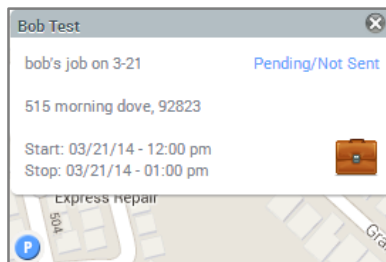 Bob Test
bob's job on 3-21 Pending/Not Sent
515 morning dove, 92823
Start: 03/21/14 - 12:00 pm
Stop: 03/21/14 - 01:00 pm
Express Repair
504
P
Gra